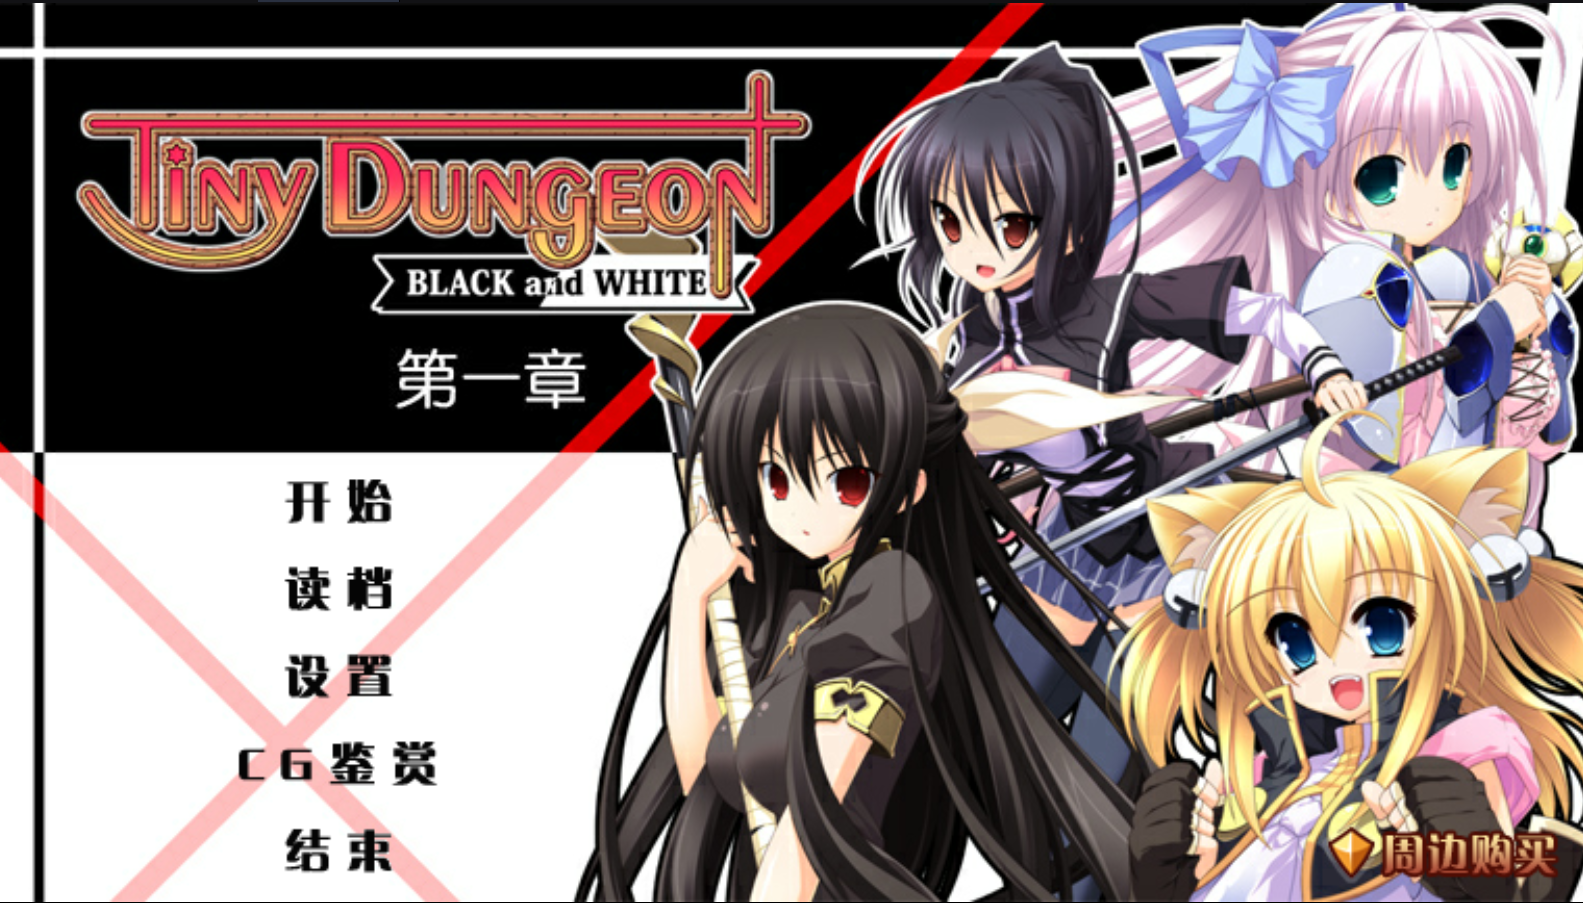 Tiny Dungeon
BLACK and WHITE
第一章
开始
读档
设置
CG鉴赏
结束
周边购买